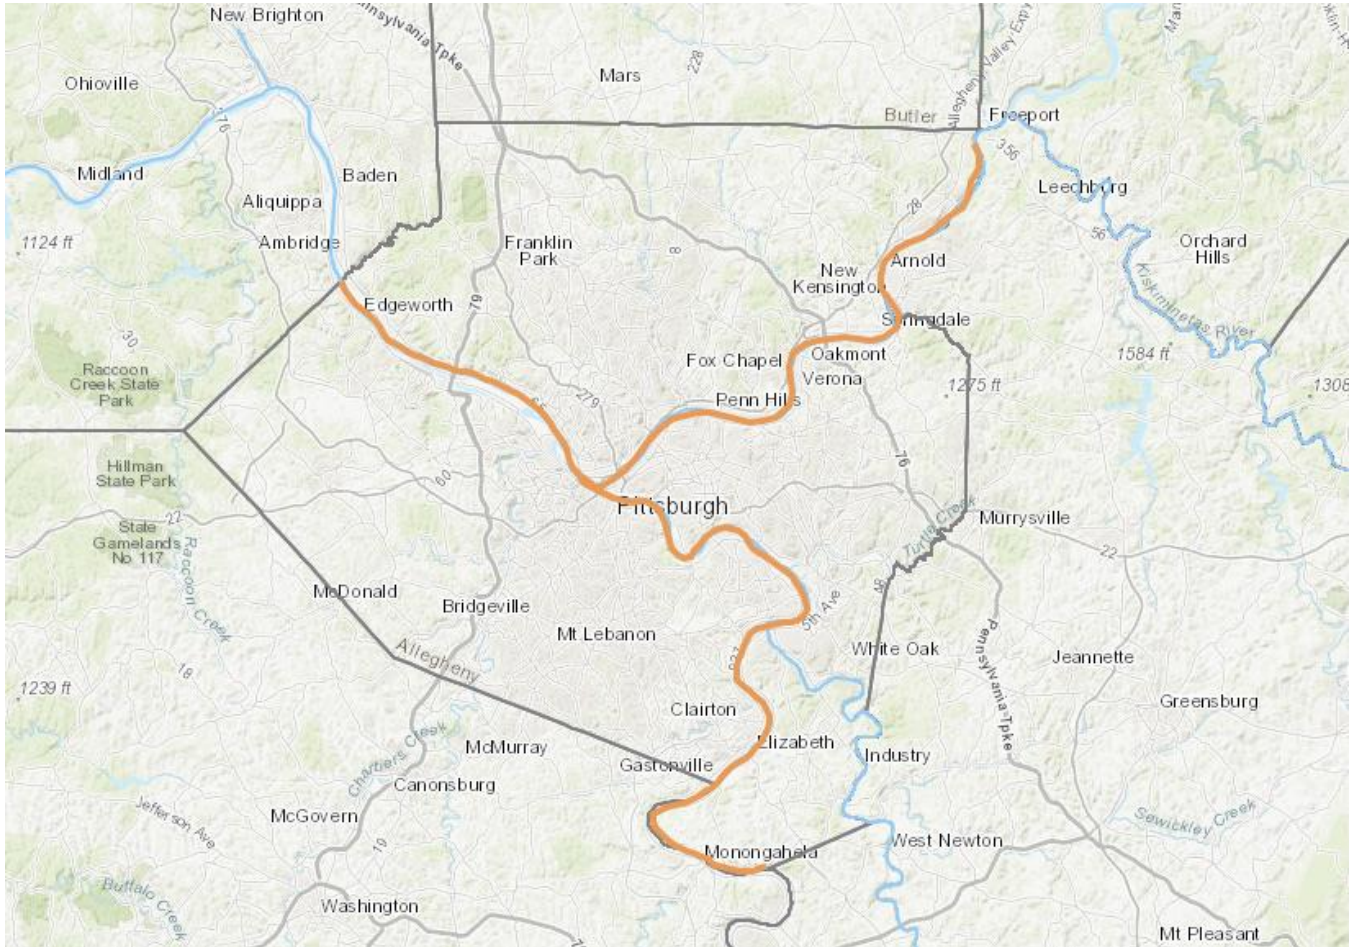 New Brighton
nnsylvania Tpke
Mars
228
Allegheny Valley Expy
Ohioville
Butler
Freeport
376
356
Midland
Baden
Leechburg
Aliquippa
28
1124 ft
Ambridge
Franklin
Park
8
56
Orchard
Hills
New
Kensington
Arnold
Kiskiminetas River
Edgeworth
79
Springdale
30
Fox Chapel
Oakmont
1584 ft
Raccoon
Creek State
Park
Verona
1275 ft
1308
65
279
Penn Hills
Hillman
State Park
60
76
22
Pittsburgh
State
Gamelands
No 117
Turtle Creek
Murrysville
22
Raccoon Creek
McDonald
Bridgeville
48
5th Ave
Mt Lebanon
Pennsylvania Tpke
Allegheny
837
White Oak
Jeannette
18
1239 ft
Clairton
Greensburg
McMurray
Elizabeth
Chartiers Creek
Gastonville
Industry
Canonsburg
Jefferson Ave
McGovern
Sewickley Creek
19
Monongahela
West Newton
Buffalo Creek
Washington
Mt Pleasant